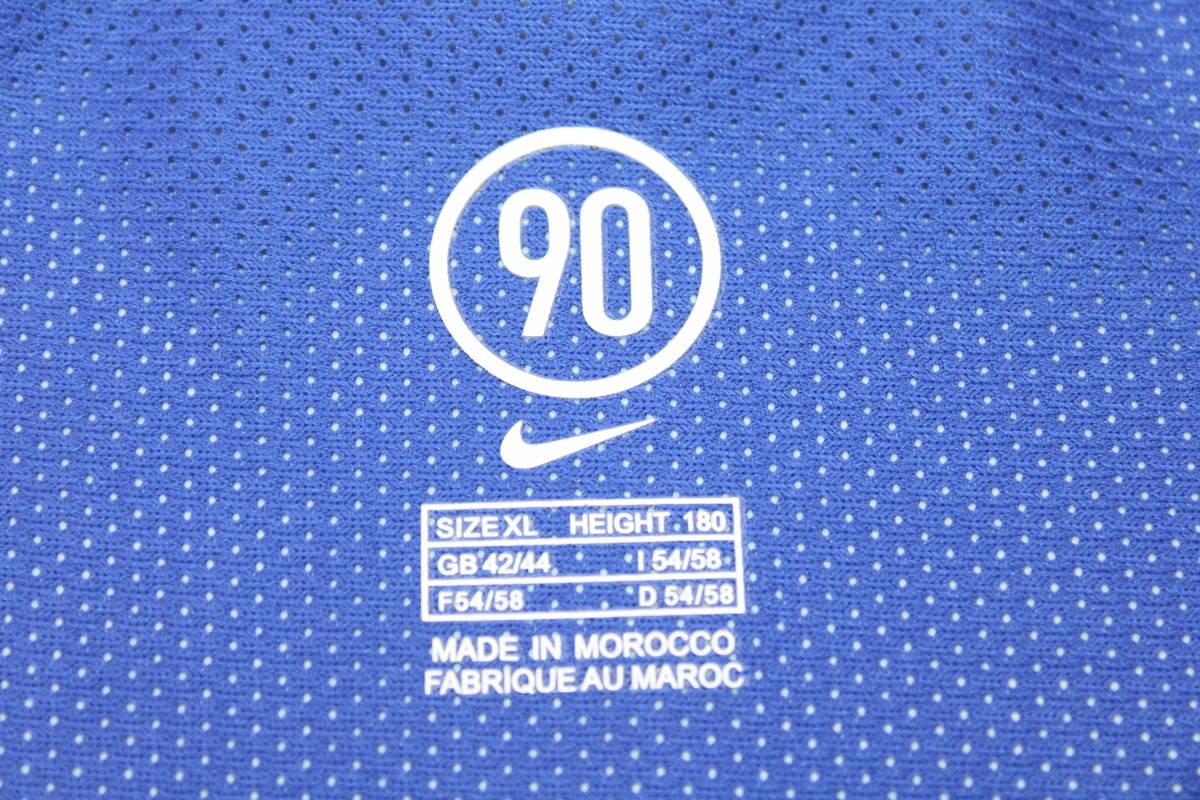 90
SIZE XL HEIGHT 180
GB 42/44 I 54/58
F 54/58 D 54/58
MADE IN MOROCCO
FABRIQUE AU MAROC